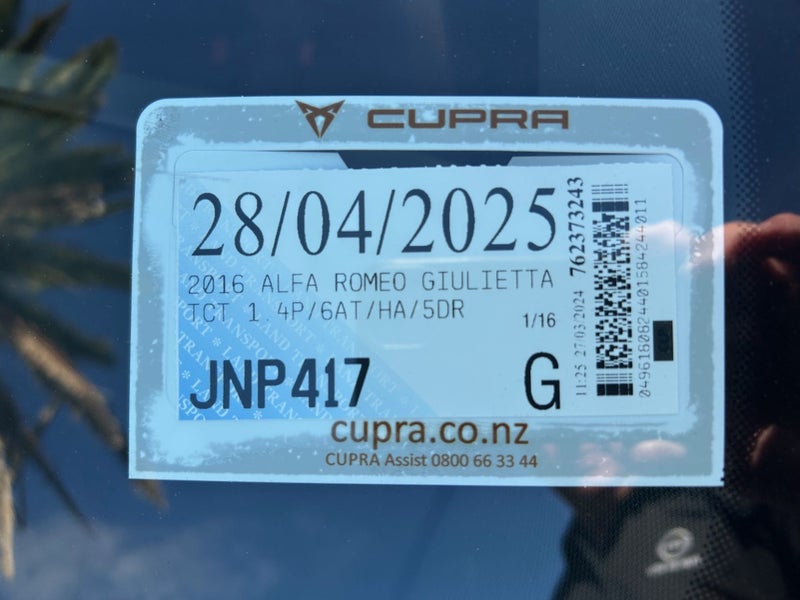 CUPRA
28/04/2025
2016 ALFA ROMEO GIULIETTA
TCT 1.4P/6AT/HA/5DR
1/16
JNP417
G
762373243
11:25 27/03/2024
0496180824401584244011
cupra.co.nz
CUPRA Assist 0800 66 33 44